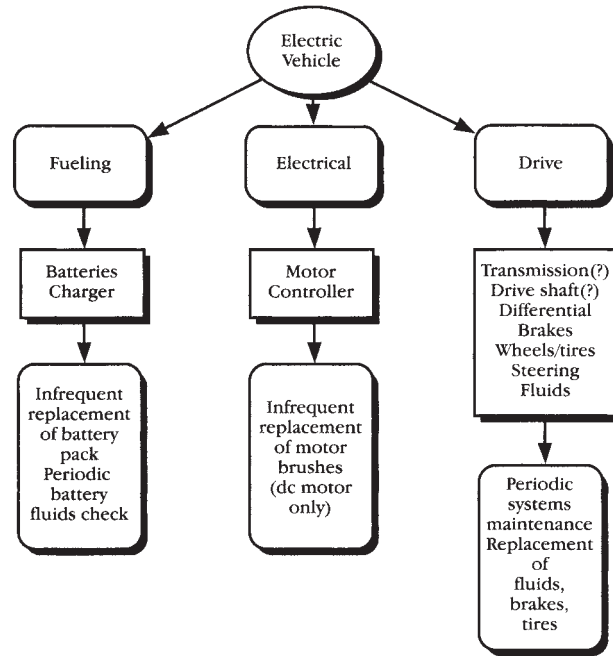 Electric
Vehicle
Fueling
Electrical
Drive
Batteries
Charger
Motor
Controller
Transmission(?)
Drive shaft(?)
Differential
Brakes
Wheels/tires
Steering
Fluids
Infrequent
replacement
of battery
pack
Periodic
battery
fluids check
Infrequent
replacement
of motor
brushes
(dc motor
only)
Periodic
systems
maintenance
Replacement
of
fluids,
brakes,
tires